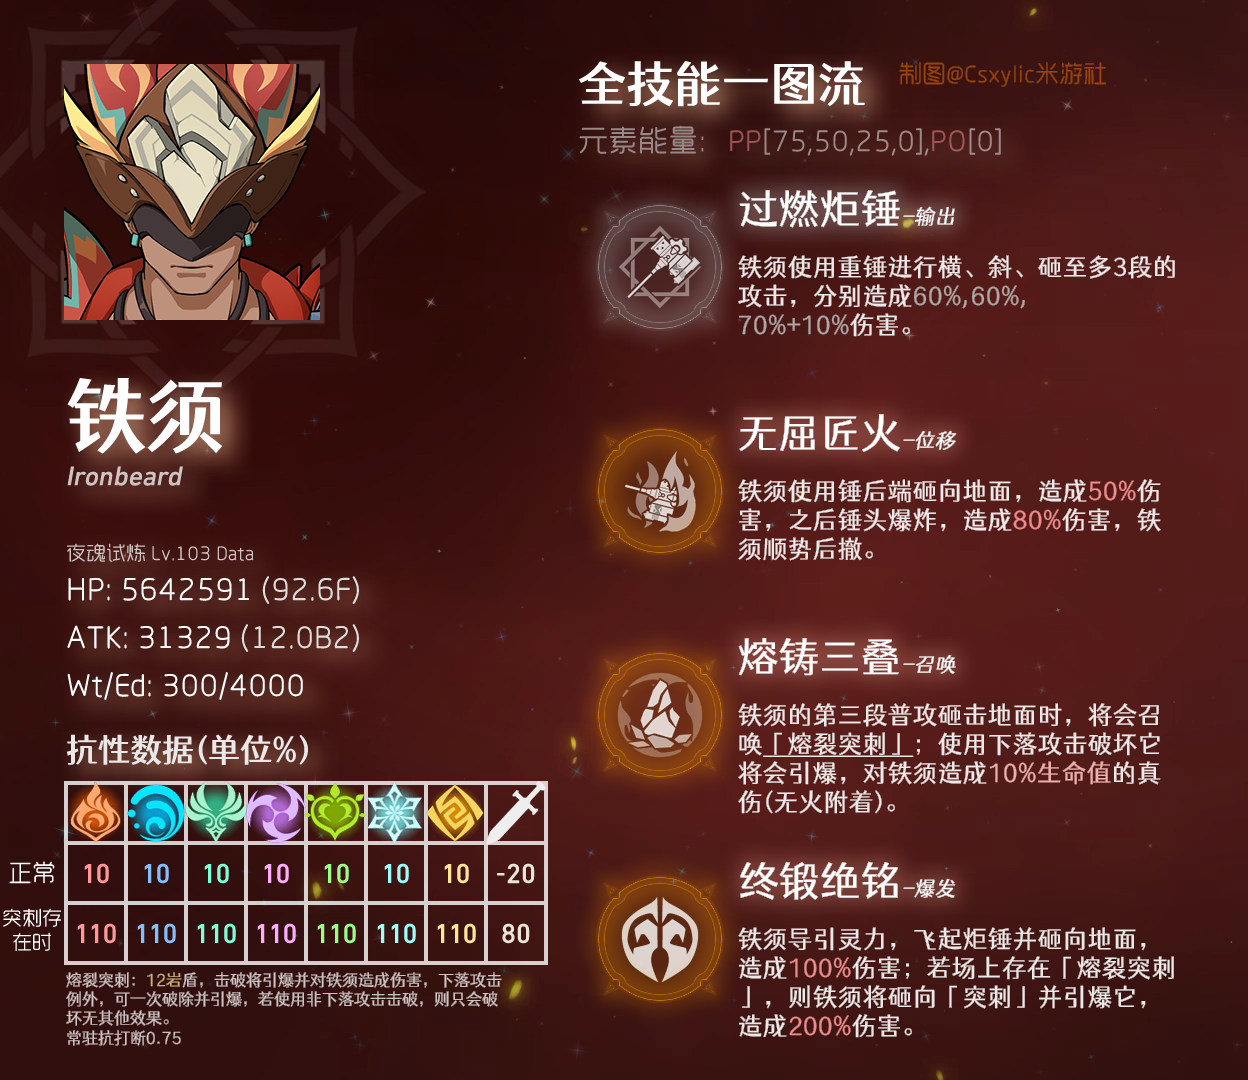 全技能一图流
制图@Csxylic米游社
元素能量：PP[75,50,25,0],PO[0]
过燃炬锤-输出
铁须使用重锤进行横、斜、砸至多3段的
攻击，分别造成60%,60%,
70%+10%伤害。
无屈匠火-位移
铁须使用锤后端砸向地面，造成50%伤
害，之后锤头爆炸，造成80%伤害，铁
须顺势后撤。
熔铸三叠-召唤
铁须的第三段普攻砸击地面时，将会召
唤「熔裂突刺」；使用下落攻击破坏它
将会引爆，对铁须造成10%生命值的真
伤(无火附着)。
终锻绝铭-爆发
铁须导引灵力，飞起炬锤并砸向地面，
造成100%伤害；若场上存在「熔裂突刺
」，则铁须将砸向「突刺」并引爆它，
造成200%伤害。
铁须
Ironbeard
夜魂试炼 Lv.103 Data
HP: 5642591 (92.6F)
ATK: 31329 (12.0B2)
Wt/Ed: 300/4000
抗性数据(单位%)
正常 10 10 10 10 10 10 10 -20
突刺存
在时 110 110 110 110 110 110 110 80
熔裂突刺：12岩盾，击破将引爆并对铁须造成伤害，下落攻击
例外，可一次破除并引爆，若使用非下落攻击击破，则只会破
坏无其他效果。
常驻抗打断0.75